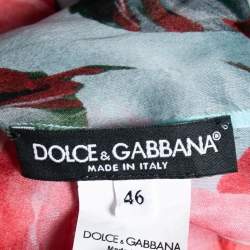 DOLCE & GABBANA®
MADE IN ITALY
46
DOLCE & GABBANA